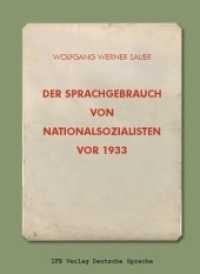 WOLFGANG WERNER SAUER
DER SPRACHGEBRAUCH
VON
NATIONALSOZIALISTEN
VOR 1933
IFB Verlag Deutsche Sprache